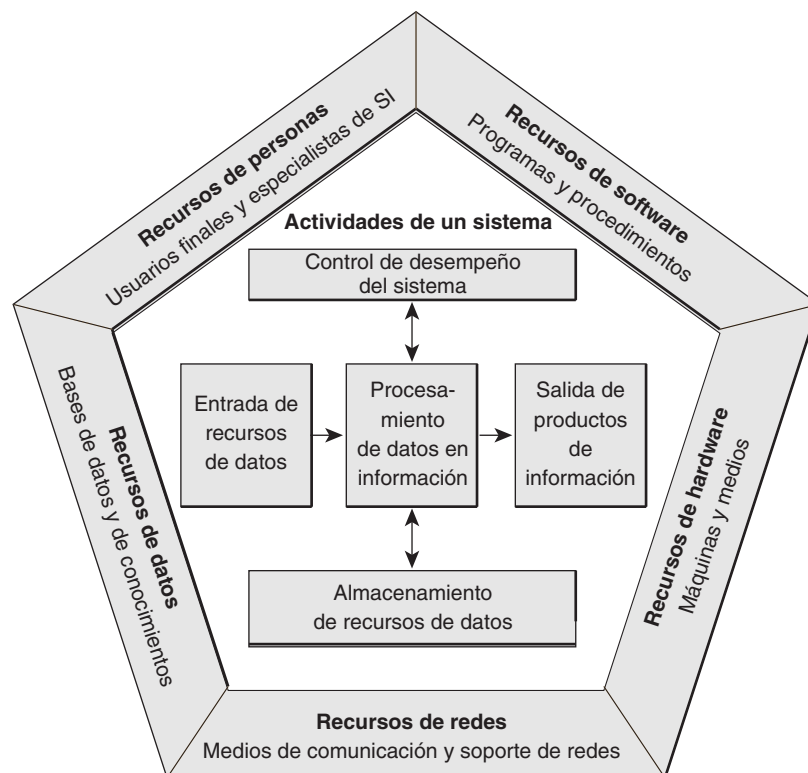 Recursos de personas
Usuarios finales y especialistas de SI
Recursos de software
Programas y procedimientos
Actividades de un sistema
Control de desempeño
del sistema
Entrada de
recursos
de datos
Procesa-
miento
de datos en
información
Salida de
productos
de
información
Almacenamiento
de recursos de datos
Recursos de datos
Bases de datos y de conocimientos
Recursos de hardware
Máquinas y medios
Recursos de redes
Medios de comunicación y soporte de redes